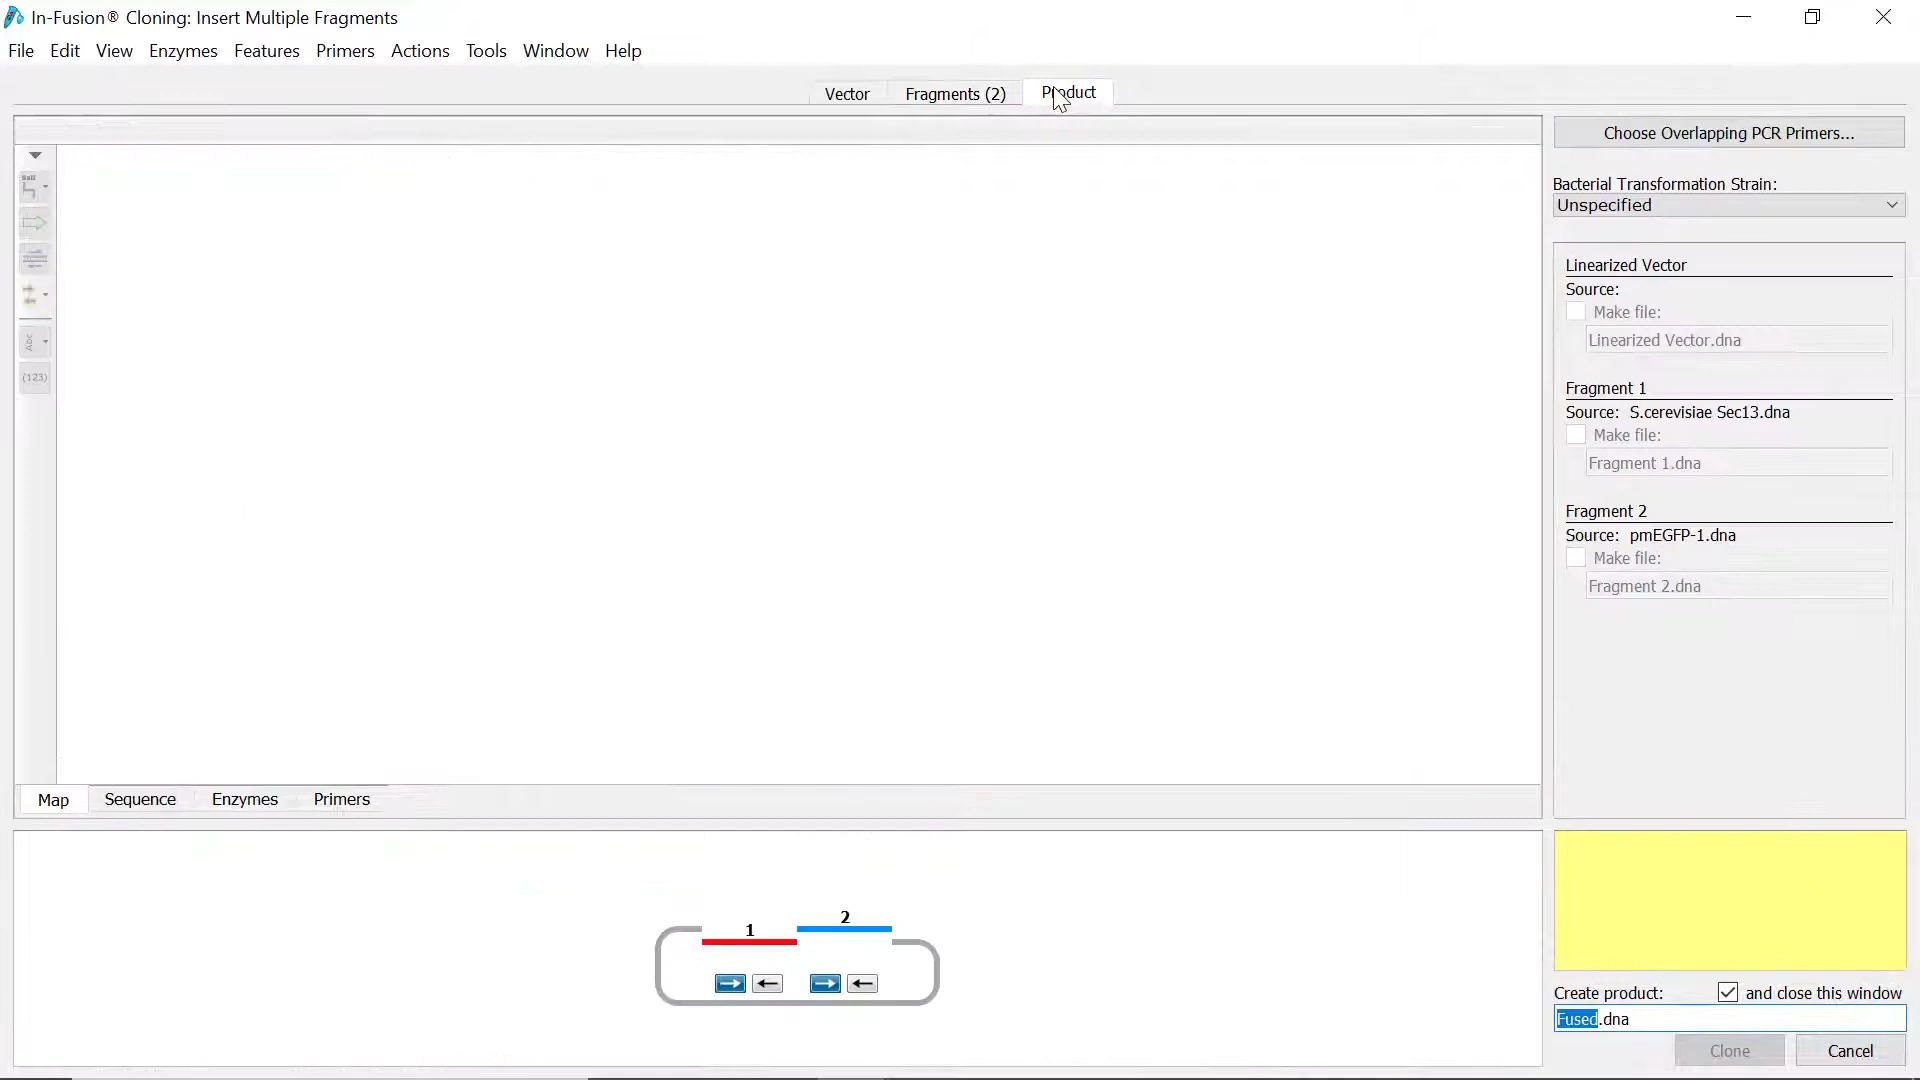 In-Fusion® Cloning: Insert Multiple Fragments
File Edit View Enzymes Features Primers Actions Tools Window Help
Vector Fragments (2) Product
Choose Overlapping PCR Primers...
Bacterial Transformation Strain:
Unspecified
Linearized Vector
Source:
Make file:
Linearized Vector.dna
Fragment 1
Source: S.cerevisiae Sec13.dna
Make file:
Fragment 1.dna
Fragment 2
Source: pmEGFP-1.dna
Make file:
Fragment 2.dna
SalI
Abc
(123)
Map Sequence Enzymes Primers
1 2
Create product: and close this window
Fused.dna
Clone Cancel